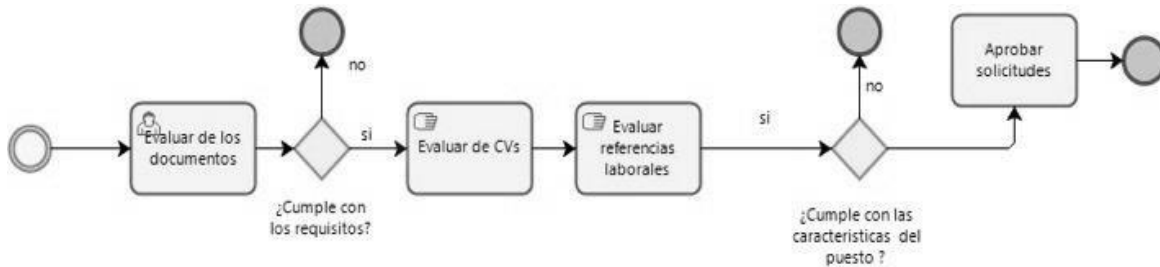 Evaluar de los
documentos
no
si
¿Cumple con
los requisitos?
Evaluar de CVs
Evaluar
referencias
laborales
si
no
¿Cumple con las
caracteristicas del
puesto ?
Aprobar
solicitudes